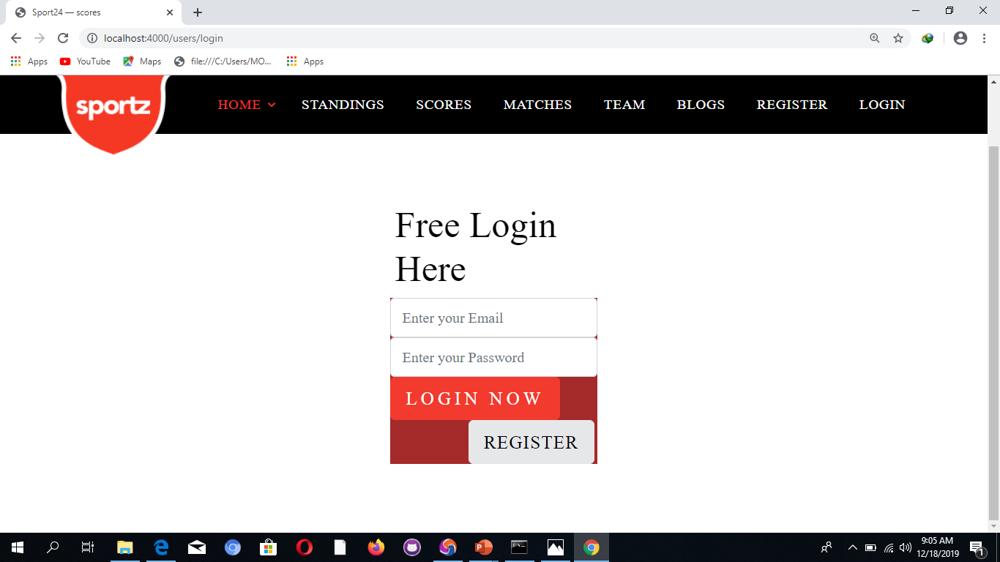 Sport24 — scores
localhost:4000/users/login
Apps YouTube Maps file:///C:/Users/MO... Apps
sportz
HOME STANDINGS SCORES MATCHES TEAM BLOGS REGISTER LOGIN
Free Login
Here
Enter your Email
Enter your Password
LOGIN NOW
REGISTER
9:05 AM
12/18/2019
1